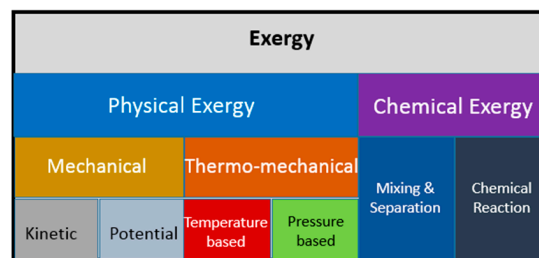 Exergy
Physical Exergy
Chemical Exergy
Mechanical
Thermo-mechanical
Mixing &
Separation
Chemical
Reaction
Kinetic
Potential
Temperature
based
Pressure
based